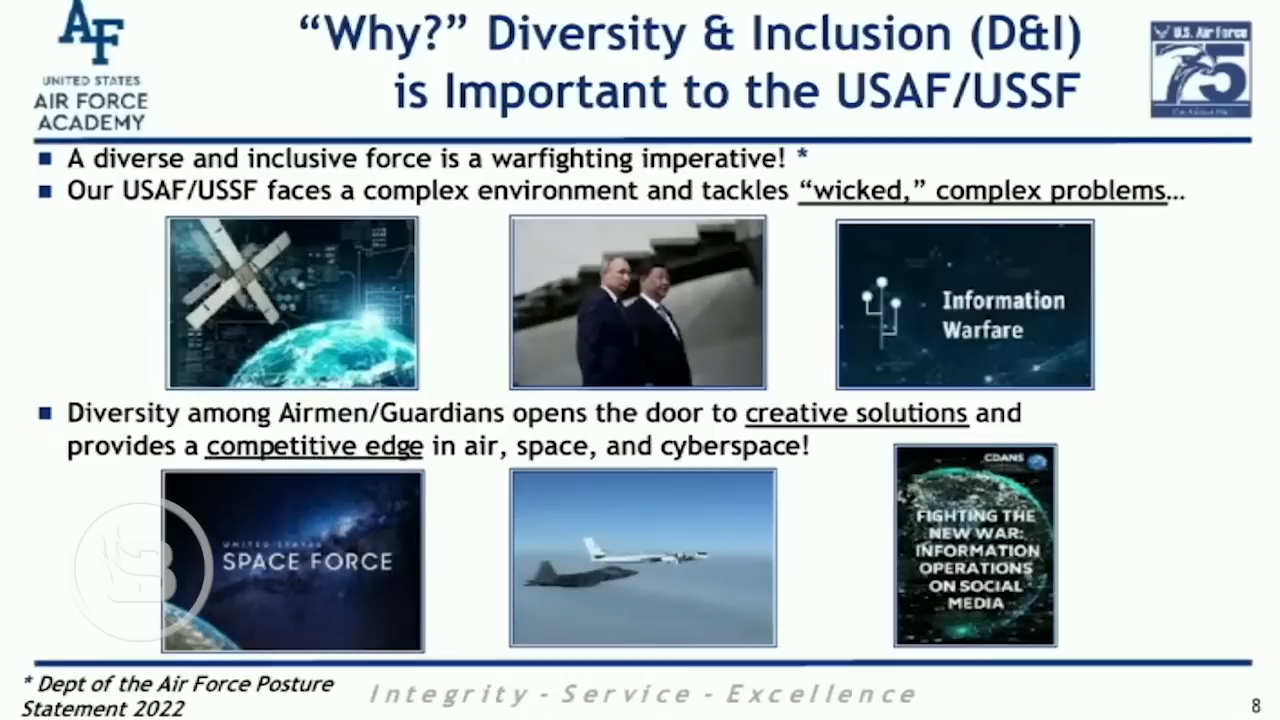 AF
UNITED STATES
AIR FORCE
ACADEMY
“Why?” Diversity & Inclusion (D&I)
is Important to the USAF/USSF
U.S. Air Force
75
▪ A diverse and inclusive force is a warfighting imperative! *
▪ Our USAF/USSF faces a complex environment and tackles “wicked,” complex problems…
Information
Warfare
▪ Diversity among Airmen/Guardians opens the door to creative solutions and
provides a competitive edge in air, space, and cyberspace!
UNITED STATES
SPACE FORCE
CDANS
FIGHTING THE
NEW WAR:
INFORMATION
OPERATIONS
ON SOCIAL
MEDIA
B
* Dept of the Air Force Posture
Statement 2022
Integrity - Service - Excellence
8